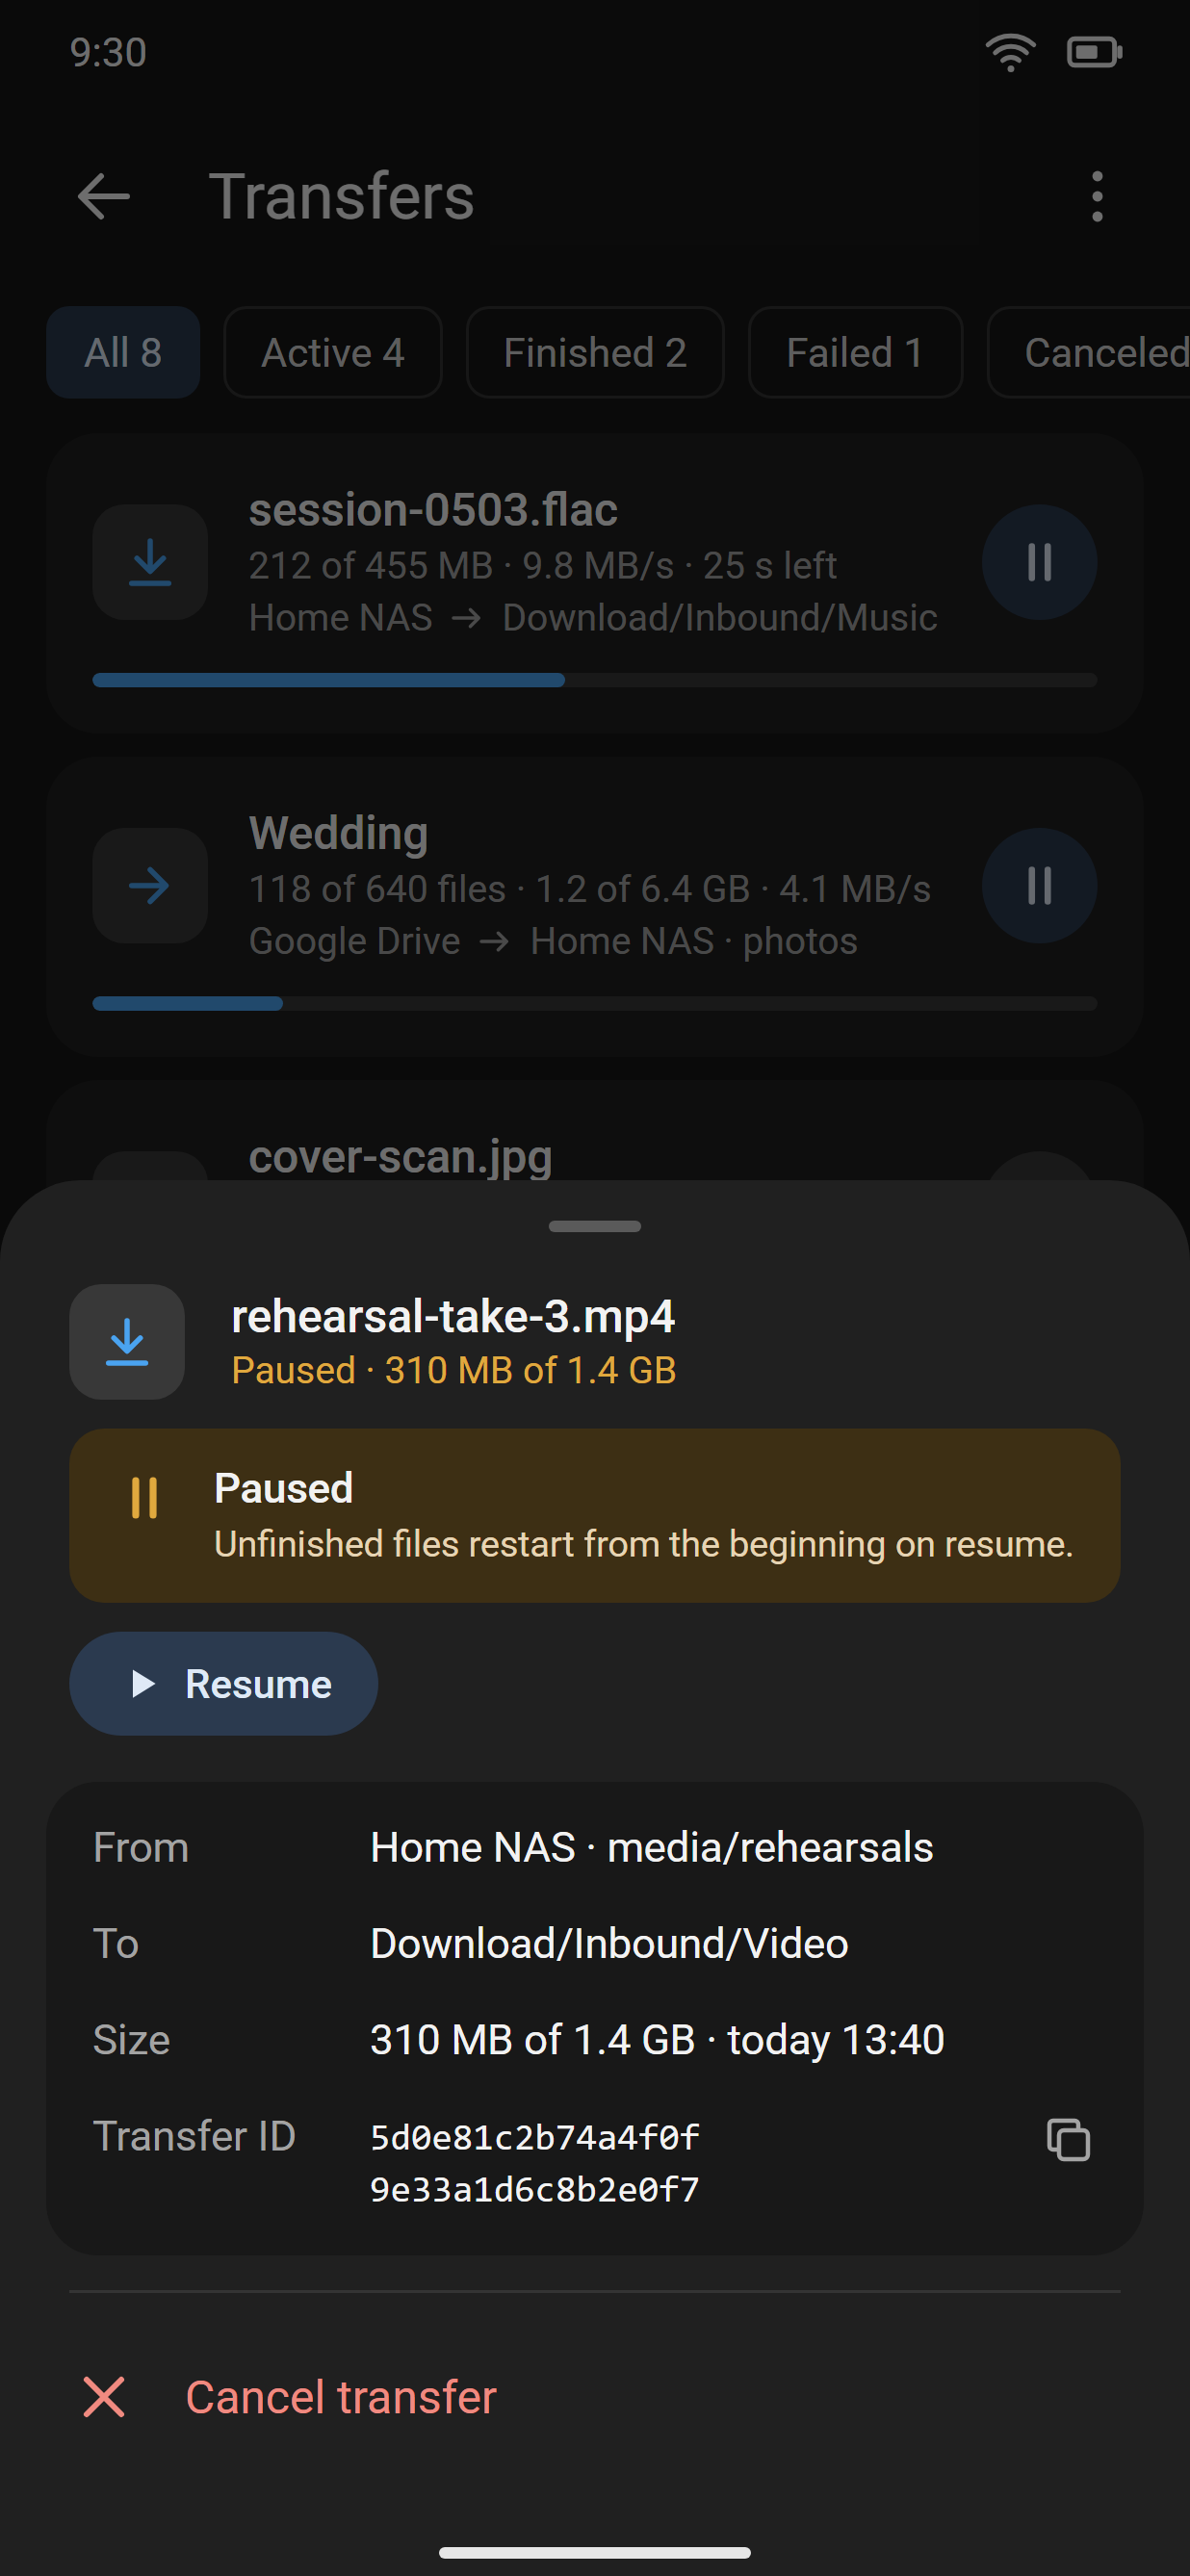 9:30
Transfers
All 8
Active 4
Finished 2
Failed 1
Canceled
session-0503.flac
212 of 455 MB · 9.8 MB/s · 25 s left
Home NAS → Download/Inbound/Music
Wedding
118 of 640 files · 1.2 of 6.4 GB · 4.1 MB/s
Google Drive → Home NAS · photos
cover-scan.jpg
rehearsal-take-3.mp4
Paused · 310 MB of 1.4 GB
Paused
Unfinished files restart from the beginning on resume.
Resume
From
Home NAS · media/rehearsals
To
Download/Inbound/Video
Size
310 MB of 1.4 GB · today 13:40
Transfer ID
5d0e81c2b74a4f0f
9e33a1d6c8b2e0f7
Cancel transfer